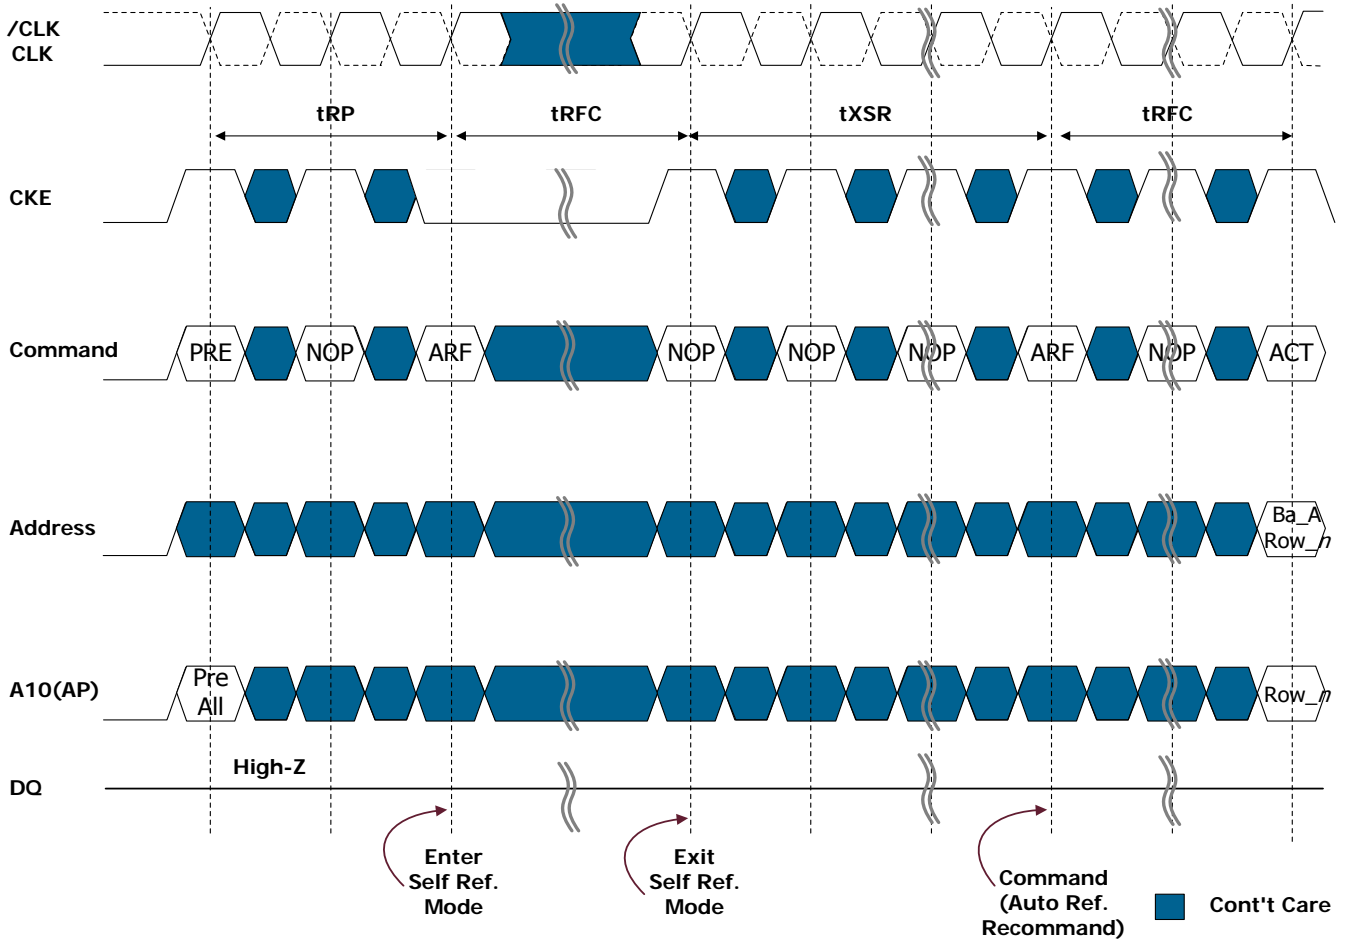 /CLK
CLK
tRP tRFC tXSR tRFC
CKE
Command PRE NOP ARF NOP NOP NOP ARF NOP ACT
Address Ba_A
Row_n
A10(AP) Pre
All Row_n
High-Z
DQ
Enter
Self Ref.
Mode
Exit
Self Ref.
Mode
Command
(Auto Ref.
Recommand)
Cont't Care